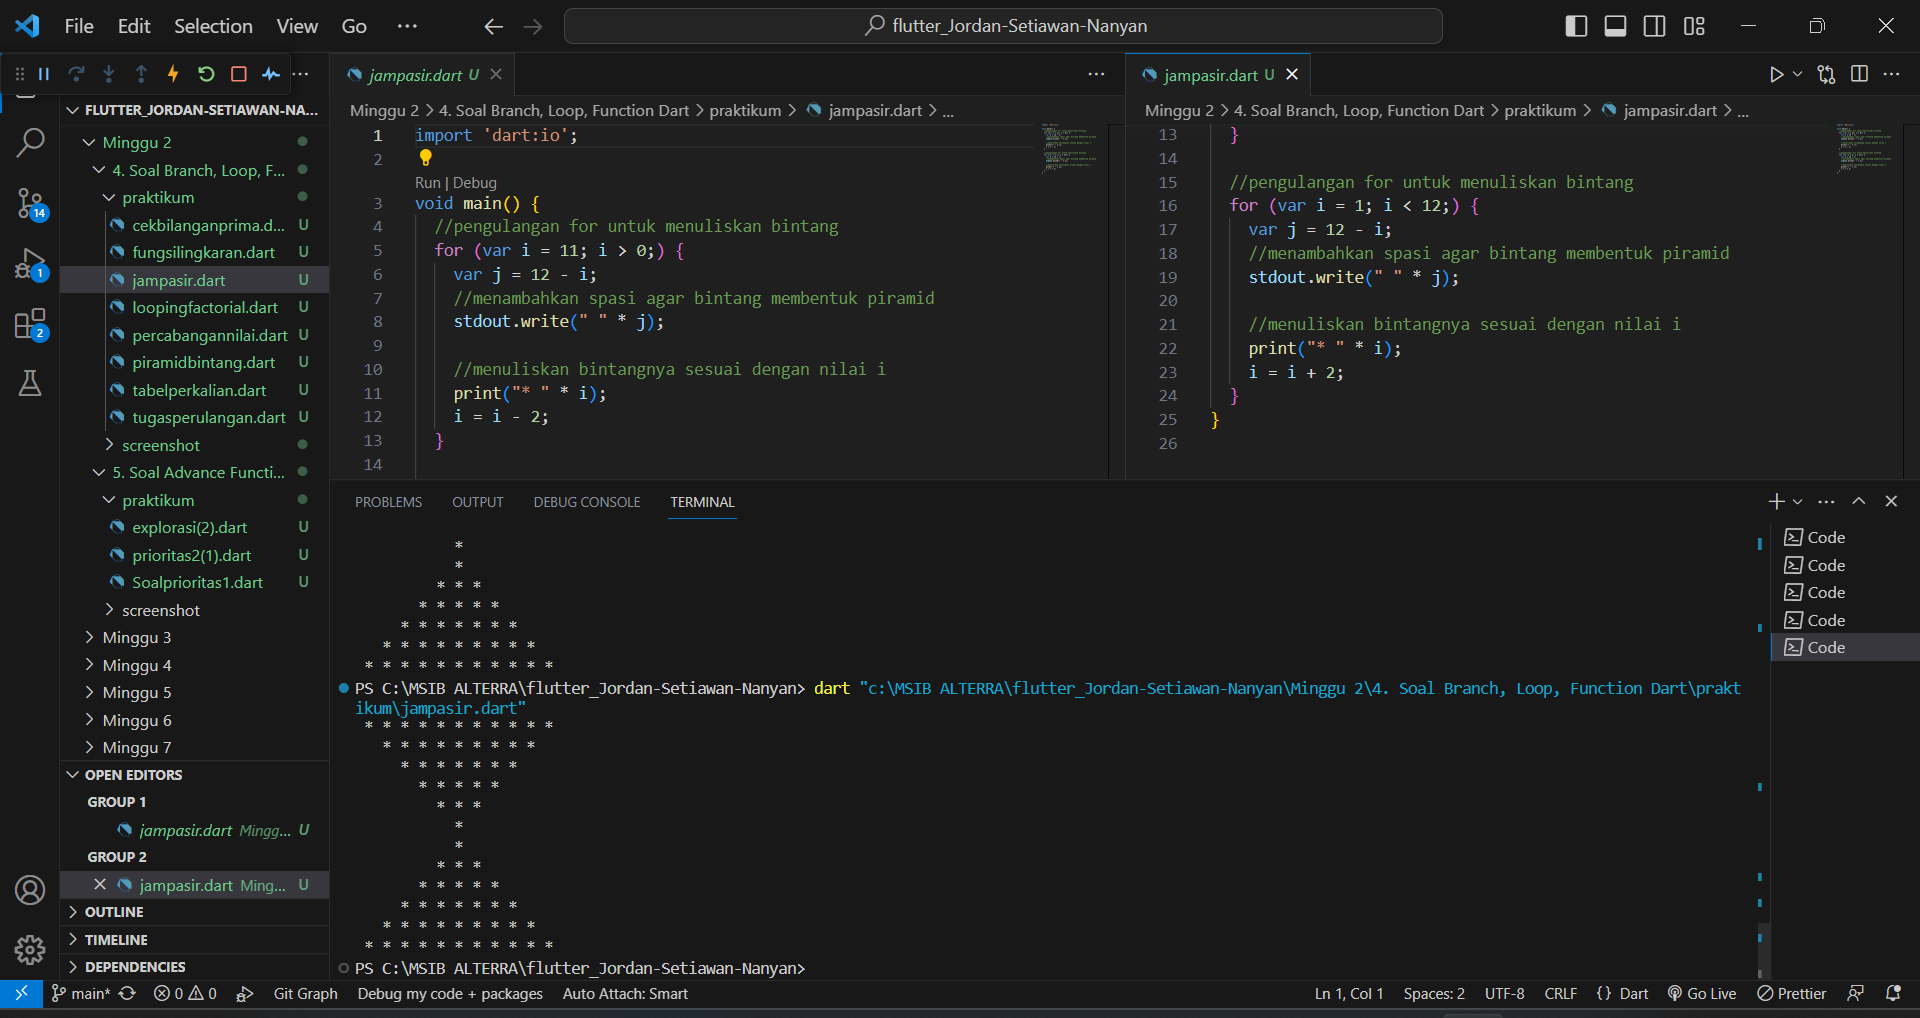 File Edit Selection View Go ··· flutter_Jordan-Setiawan-Nanyan
FLUTTER_JORDAN-SETIAWAN-NA...
Minggu 2
4. Soal Branch, Loop, F...
praktikum
cekbilanganprima.d... U
fungsilingkaran.dart U
jampasir.dart U
loopingfactorial.dart U
percabangannilai.dart U
piramidbintang.dart U
tabelperkalian.dart U
tugasperulangan.dart U
screenshot
5. Soal Advance Functi...
praktikum
explorasi(2).dart U
prioritas2(1).dart U
Soalprioritas1.dart U
screenshot
Minggu 3
Minggu 4
Minggu 5
Minggu 6
Minggu 7
OPEN EDITORS
GROUP 1
jampasir.dart Mingg... U
GROUP 2
jampasir.dart Ming... U
OUTLINE
TIMELINE
DEPENDENCIES
14
1
2
jampasir.dart U
Minggu 2 > 4. Soal Branch, Loop, Function Dart > praktikum > jampasir.dart > ...
1 import 'dart:io';
2
Run | Debug
3 void main() {
4 //pengulangan for untuk menuliskan bintang
5 for (var i = 11; i > 0;) {
6 var j = 12 - i;
7 //menambahkan spasi agar bintang membentuk piramid
8 stdout.write(" " * j);
9
10 //menuliskan bintangnya sesuai dengan nilai i
11 print("* " * i);
12 i = i - 2;
13 }
14
jampasir.dart U
Minggu 2 > 4. Soal Branch, Loop, Function Dart > praktikum > jampasir.dart > ...
13 }
14
15 //pengulangan for untuk menuliskan bintang
16 for (var i = 1; i < 12;) {
17 var j = 12 - i;
18 //menambahkan spasi agar bintang membentuk piramid
19 stdout.write(" " * j);
20
21 //menuliskan bintangnya sesuai dengan nilai i
22 print("* " * i);
23 i = i + 2;
24 }
25 }
26
PROBLEMS OUTPUT DEBUG CONSOLE TERMINAL
*
*
* * *
* * * * *
* * * * * * *
* * * * * * * * *
* * * * * * * * * * *
PS C:\MSIB ALTERRA\flutter_Jordan-Setiawan-Nanyan> dart "c:\MSIB ALTERRA\flutter_Jordan-Setiawan-Nanyan\Minggu 2\4. Soal Branch, Loop, Function Dart\prakt
ikum\jampasir.dart"
* * * * * * * * * * *
* * * * * * * * *
* * * * * * *
* * * * *
* * *
*
*
* * *
* * * * *
* * * * * * *
* * * * * * * * *
* * * * * * * * * * *
PS C:\MSIB ALTERRA\flutter_Jordan-Setiawan-Nanyan>
Code
Code
Code
Code
Code
main* 0 0 Git Graph Debug my code + packages Auto Attach: Smart Ln 1, Col 1 Spaces: 2 UTF-8 CRLF {} Dart Go Live Prettier